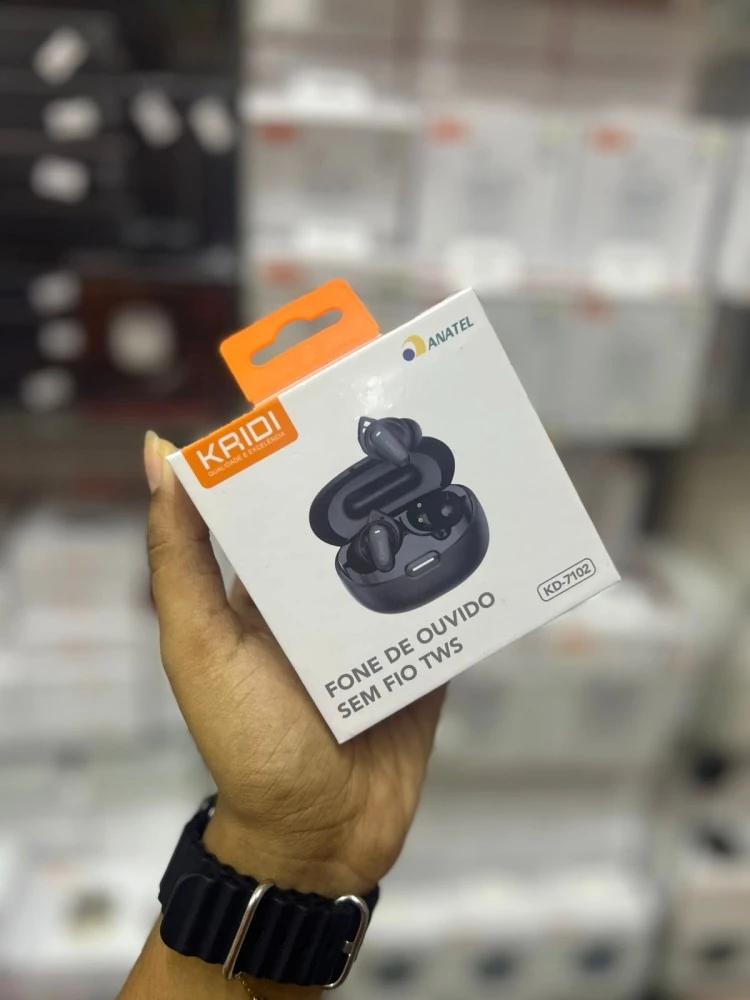 ANATEL
KRIDI
QUALIDADE E EXCELÊNCIA
KD-7102
FONE DE OUVIDO
SEM FIO TWS